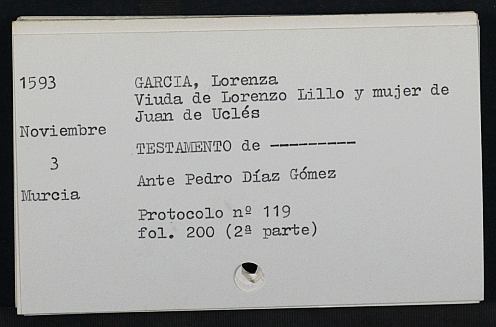 1593
GARCIA, Lorenza
Viuda de Lorenzo Lillo y mujer de
Juan de Uclés
Noviembre
3
Murcia
TESTAMENTO de ---------
Ante Pedro Díaz Gómez
Protocolo nº 119
fol. 200 (2ª parte)